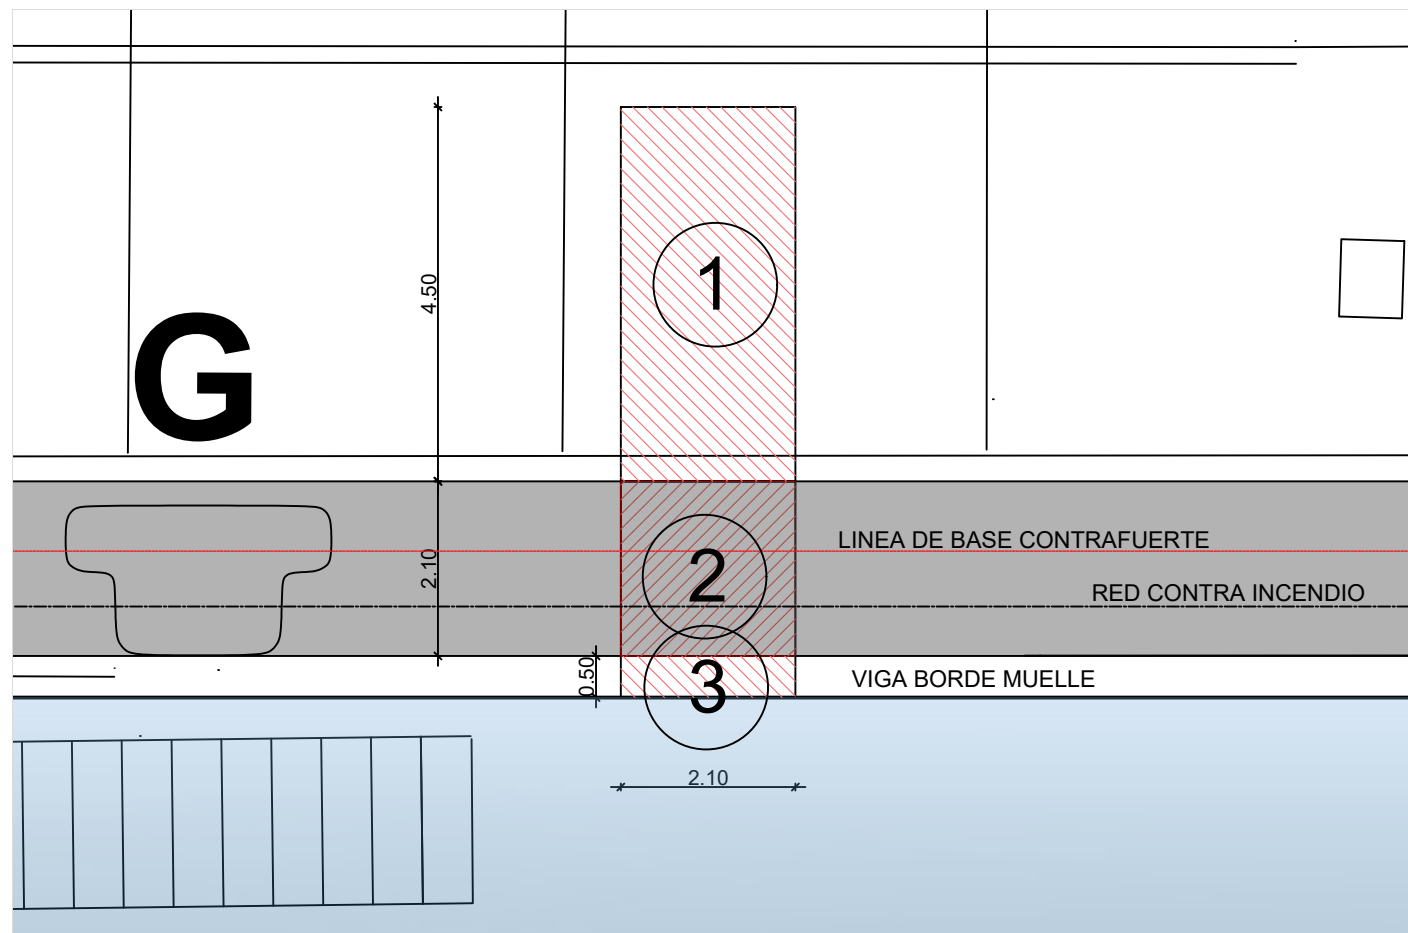 1
4.50
G
LINEA DE BASE CONTRAFUERTE
2.10
2
RED CONTRA INCENDIO
0.50
3
VIGA BORDE MUELLE
2.10